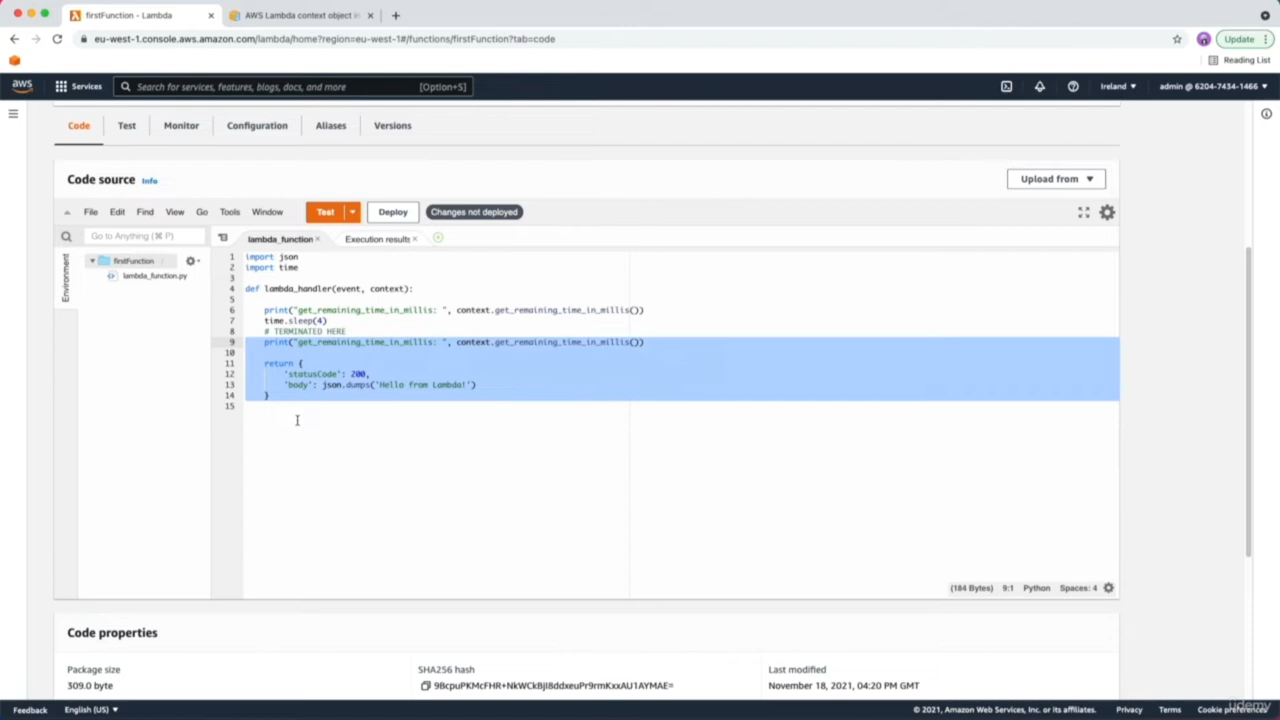 firstFunction - Lambda
AWS Lambda context object in
eu-west-1.console.aws.amazon.com/lambda/home?region=eu-west-1#/functions/firstFunction?tab=code
Update
Reading List
aws
Services
Search for services, features, blogs, docs, and more
[Option+S]
Ireland ▼
admin @ 6204-7434-1466 ▼
Code Test Monitor Configuration Aliases Versions
Code source Info
Upload from ▼
File Edit Find View Go Tools Window
Test
Deploy
Changes not deployed
Go to Anything (⌘ P)
lambda_function
Execution results
Environment
firstFunction /
lambda_function.py
1 import json
2 import time
3
4 def lambda_handler(event, context):
5
6 print("get_remaining_time_in_millis: ", context.get_remaining_time_in_millis())
7 time.sleep(4)
8 # TERMINATED HERE
9 print("get_remaining_time_in_millis: ", context.get_remaining_time_in_millis())
10
11 return {
12 'statusCode': 200,
13 'body': json.dumps('Hello from Lambda!')
14 }
15
(184 Bytes) 9:1 Python Spaces: 4
Code properties
Package size
309.0 byte
SHA256 hash
9BcpuPKMcFHR+NkWCkBjI8ddxeuPr9rmKxxAU1AYMAE=
Last modified
November 18, 2021, 04:20 PM GMT
Feedback English (US) ▼
© 2021, Amazon Web Services, Inc. or its affiliates. Privacy Terms Cookie preferences
udemy